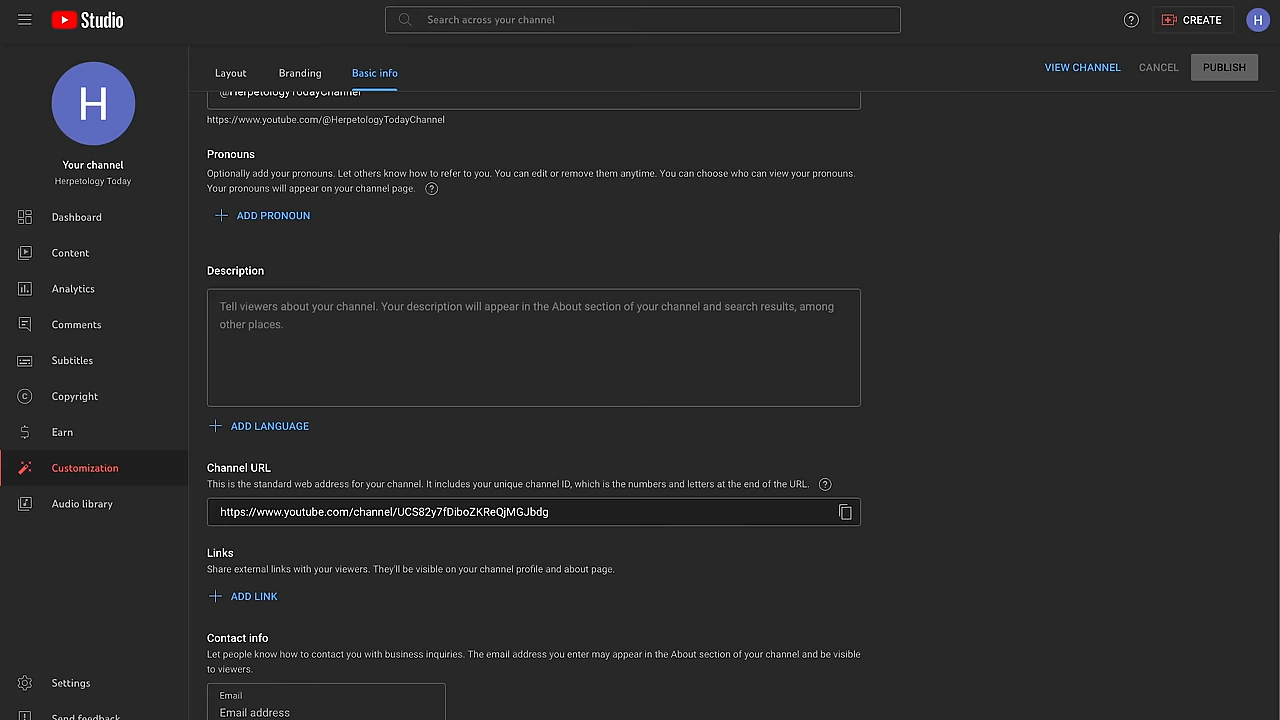 Studio
Search across your channel
?
CREATE
H
H
Your channel
Herpetology Today
Dashboard
Content
Analytics
Comments
Subtitles
Copyright
Earn
Customization
Audio library
Settings
Send feedback
Layout
Branding
Basic info
VIEW CHANNEL
CANCEL
PUBLISH
@HerpetologyTodayChannel
https://www.youtube.com/@HerpetologyTodayChannel
Pronouns
Optionally add your pronouns. Let others know how to refer to you. You can edit or remove them anytime. You can choose who can view your pronouns.
Your pronouns will appear on your channel page. ?
ADD PRONOUN
Description
Tell viewers about your channel. Your description will appear in the About section of your channel and search results, among
other places.
ADD LANGUAGE
Channel URL
This is the standard web address for your channel. It includes your unique channel ID, which is the numbers and letters at the end of the URL. ?
https://www.youtube.com/channel/UCS82y7fDiboZKReQjMGJbdg
Links
Share external links with your viewers. They'll be visible on your channel profile and about page.
ADD LINK
Contact info
Let people know how to contact you with business inquiries. The email address you enter may appear in the About section of your channel and be visible
to viewers.
Email
Email address